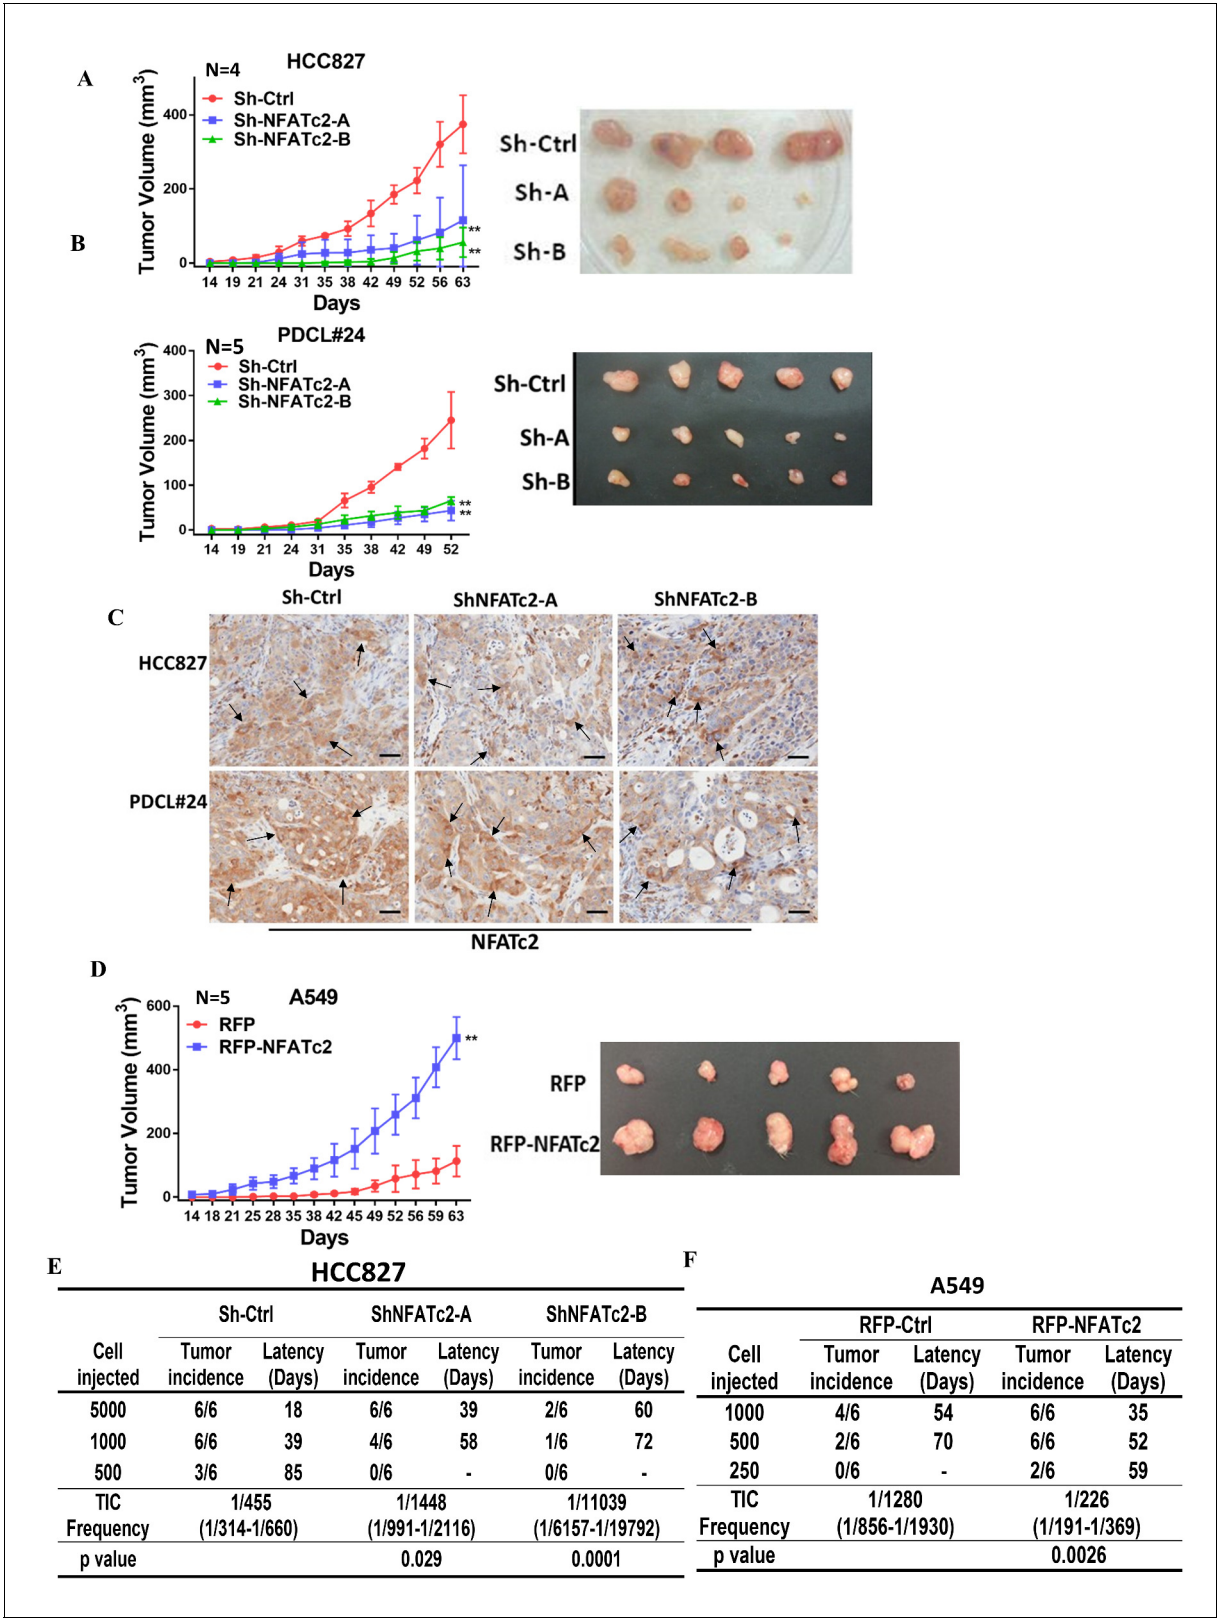 A
HCC827
N=4
Sh-Ctrl
Sh-NFATc2-A
Sh-NFATc2-B
Tumor Volume (mm3)
400
200
0
**
**
14 19 21 24 31 35 38 42 49 52 56 63
Days
Sh-Ctrl
Sh-A
Sh-B
B
PDCL#24
N=5
Sh-Ctrl
Sh-NFATc2-A
Sh-NFATc2-B
Tumor Volume (mm3)
400
300
200
100
0
**
**
14 19 21 24 31 35 38 42 49 52
Days
Sh-Ctrl
Sh-A
Sh-B
C
Sh-Ctrl ShNFATc2-A ShNFATc2-B
HCC827
PDCL#24
NFATc2
D
N=5 A549
RFP
RFP-NFATc2
Tumor Volume (mm3)
600
400
200
0
**
14 18 21 25 28 35 38 42 45 49 52 56 59 63
Days
RFP
RFP-NFATc2
E
HCC827
Sh-Ctrl ShNFATc2-A ShNFATc2-B
Cell Tumor Latency Tumor Latency Tumor Latency
injected incidence (Days) incidence (Days) incidence (Days)
5000 6/6 18 6/6 39 2/6 60
1000 6/6 39 4/6 58 1/6 72
500 3/6 85 0/6 - 0/6 -
TIC 1/455 1/1448 1/11039
Frequency (1/314-1/660) (1/991-1/2116) (1/6157-1/19792)
p value 0.029 0.0001
F
A549
RFP-Ctrl RFP-NFATc2
Cell Tumor Latency Tumor Latency
injected incidence (Days) incidence (Days)
1000 4/6 54 6/6 35
500 2/6 70 6/6 52
250 0/6 - 2/6 59
TIC 1/1280 1/226
Frequency (1/856-1/1930) (1/191-1/369)
p value 0.0026